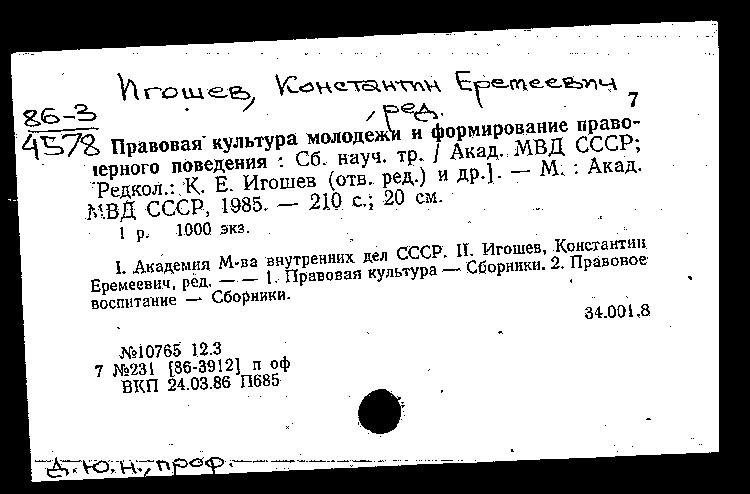 Игошев, Константин Еремеевич
, ред.
7
86-3
4578
Правовая культура молодежи и формирование право-
мерного поведения : Сб. науч. тр. / Акад. МВД СССР;
[Редкол.: К. Е. Игошев (отв. ред.) и др.]. — М. : Акад.
МВД СССР, 1985. — 210 с.; 20 см.
1 р. 1000 экз.
I. Академия М-ва внутренних дел СССР. II. Игошев, Константин
Еремеевич, ред. — — 1. Правовая культура — Сборники. 2. Правовое
воспитание — Сборники.
34.001.8
№10765 12.3
7 №231 [86-3912] п оф
ВКП 24.03.86 П685
д.ю.н., проф.